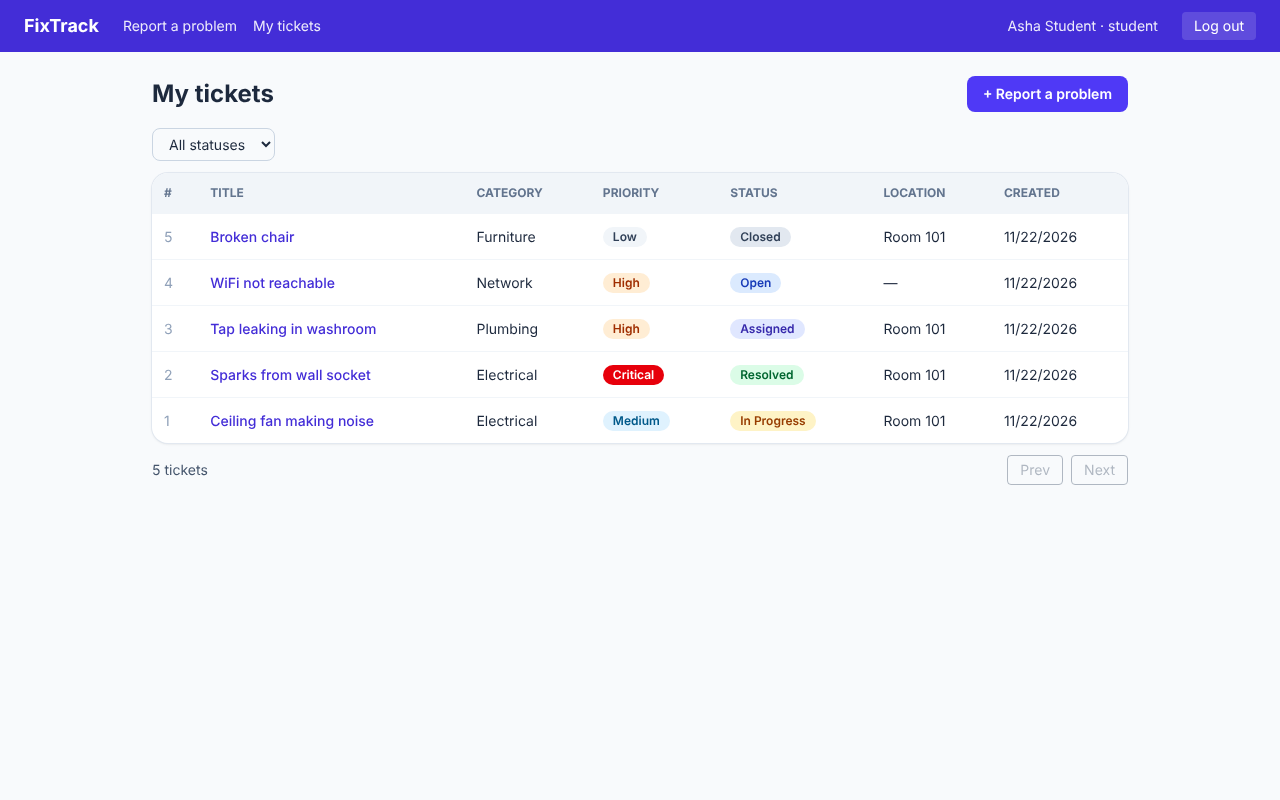 FixTrack Report a problem My tickets Asha Student · student Log out
My tickets + Report a problem
All statuses
# TITLE CATEGORY PRIORITY STATUS LOCATION CREATED
5 Broken chair Furniture Low Closed Room 101 11/22/2026
4 WiFi not reachable Network High Open — 11/22/2026
3 Tap leaking in washroom Plumbing High Assigned Room 101 11/22/2026
2 Sparks from wall socket Electrical Critical Resolved Room 101 11/22/2026
1 Ceiling fan making noise Electrical Medium In Progress Room 101 11/22/2026
5 tickets Prev Next